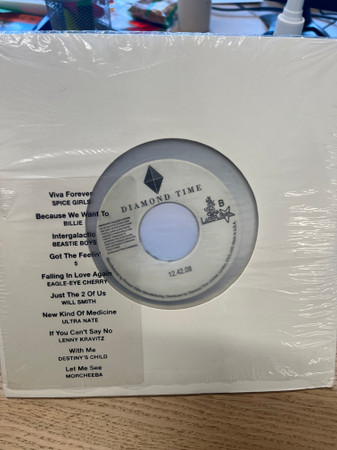 Viva Forever
SPICE GIRLS
Because We Want To
BILLIE
Intergalactic
BEASTIE BOYS
Got The Feelin'
5
Falling In Love Again
EAGLE-EYE CHERRY
Just The 2 Of Us
WILL SMITH
New Kind Of Medicine
ULTRA NATE
If You Can't Say No
LENNY KRAVITZ
With Me
DESTINY'S CHILD
Let Me See
MORCHEEBA
DIAMOND TIME
B
12.42.08